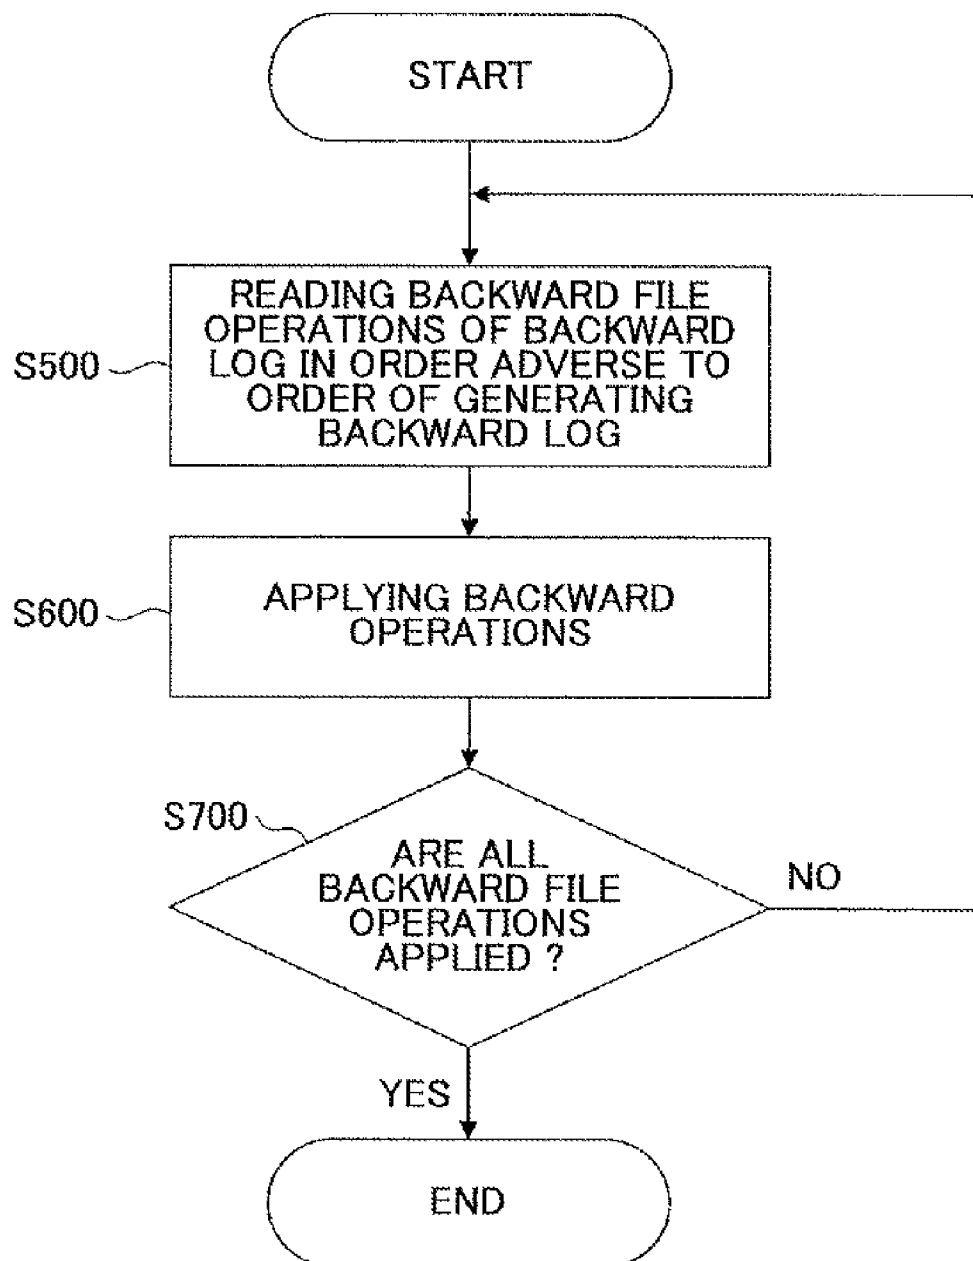 START
READING BACKWARD FILE
OPERATIONS OF BACKWARD
LOG IN ORDER ADVERSE TO
ORDER OF GENERATING
BACKWARD LOG
S500
APPLYING BACKWARD
OPERATIONS
S600
S700
ARE ALL
BACKWARD FILE
OPERATIONS
APPLIED ?
NO
YES
END